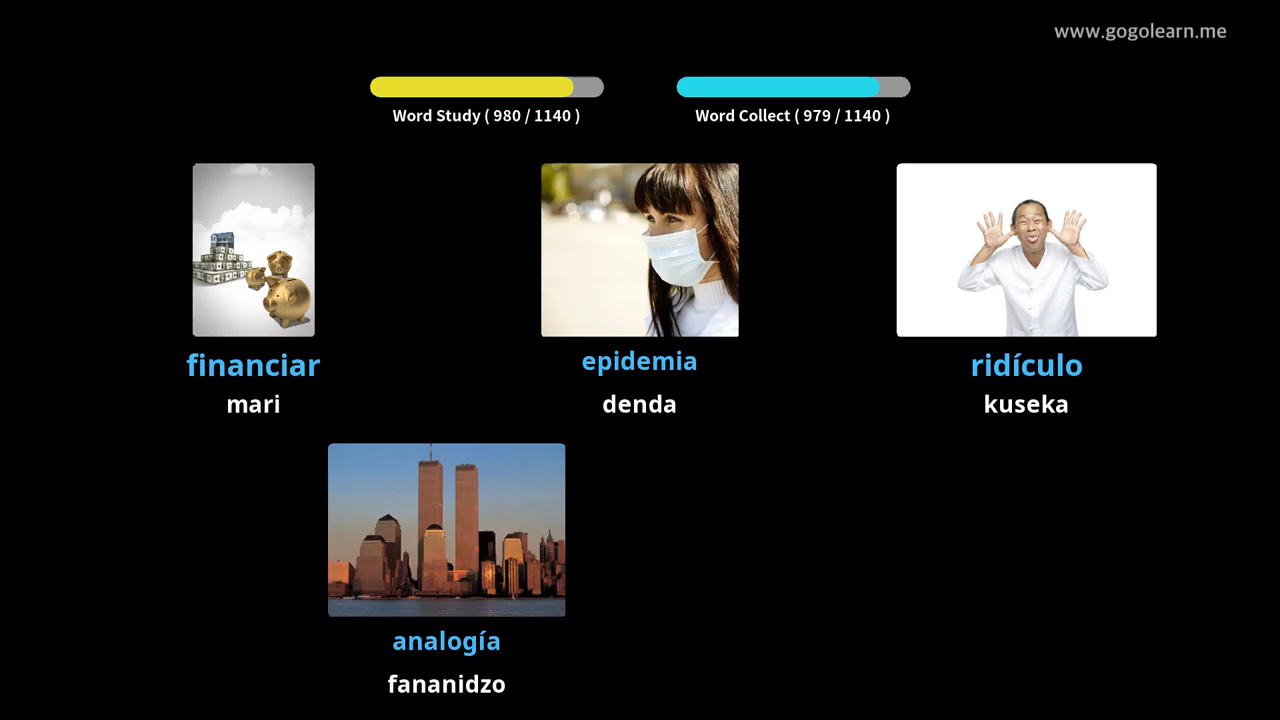 www.gogolearn.me
Word Study ( 980 / 1140 )
Word Collect ( 979 / 1140 )
financiar
mari
epidemia
denda
ridículo
kuseka
analogía
fananidzo